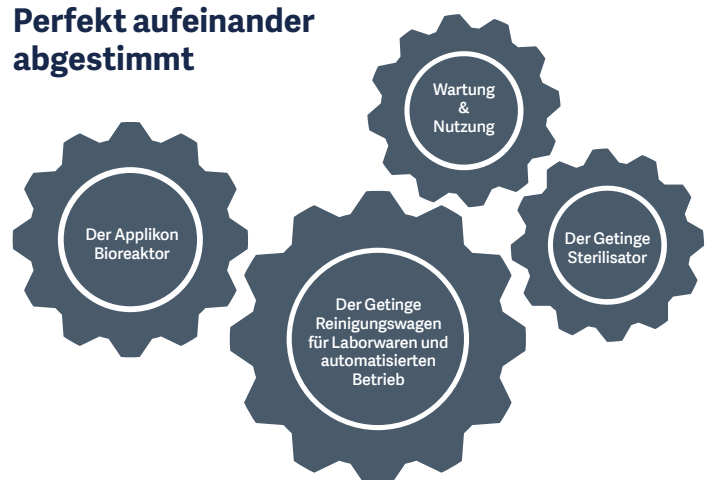 Perfekt aufeinander
abgestimmt
Wartung
&
Nutzung
Der Applikon
Bioreaktor
Der Getinge
Sterilisator
Der Getinge
Reinigungswagen
für Laborwaren und
automatisierten
Betrieb